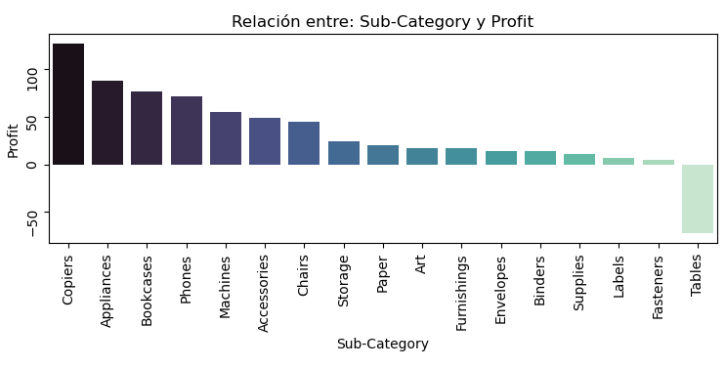 Relación entre: Sub-Category y Profit
Profit
100
50
0
−50
Copiers
Appliances
Bookcases
Phones
Machines
Accessories
Chairs
Storage
Paper
Art
Furnishings
Envelopes
Binders
Supplies
Labels
Fasteners
Tables
Sub-Category